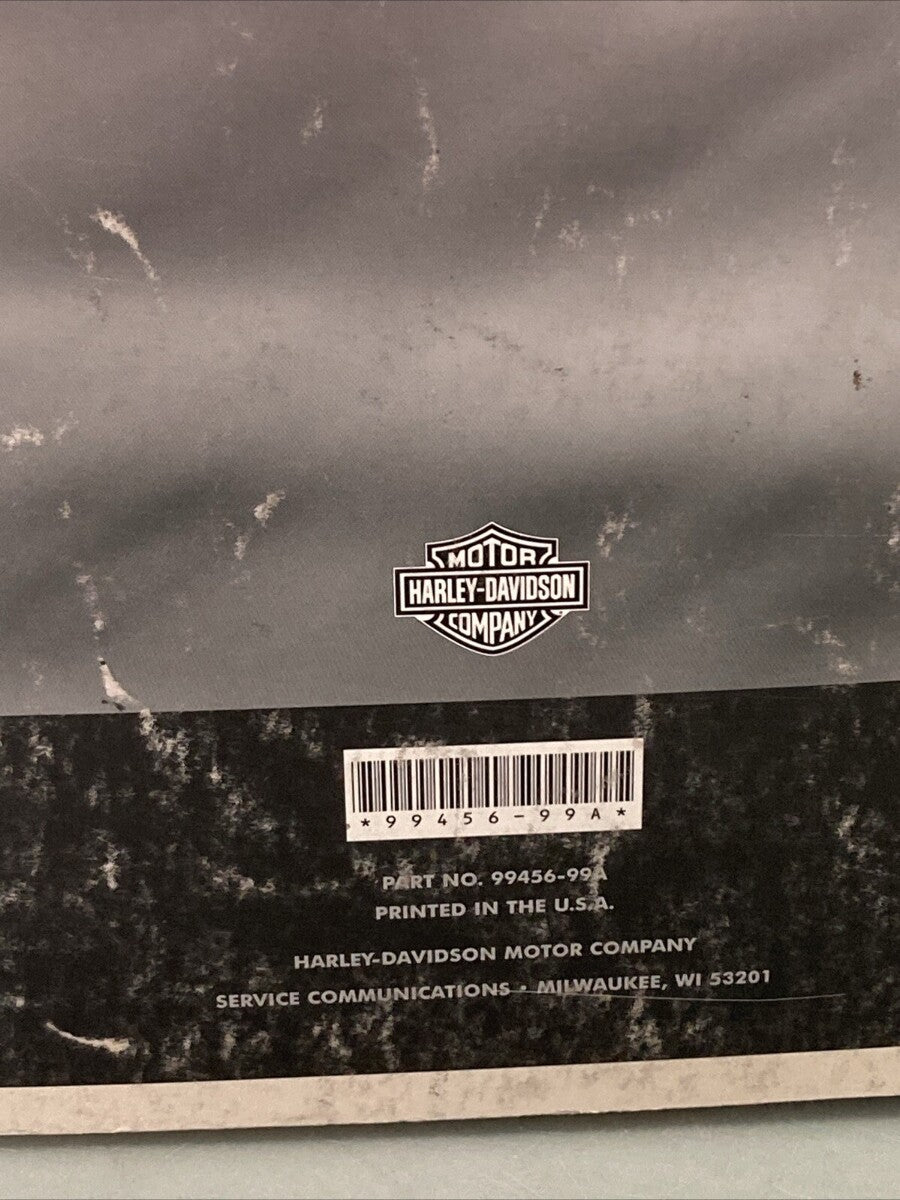 MOTOR
HARLEY-DAVIDSON
COMPANY
*99456-99A*
PART NO. 99456-99A
PRINTED IN THE U.S.A.
HARLEY-DAVIDSON MOTOR COMPANY
SERVICE COMMUNICATIONS • MILWAUKEE, WI 53201